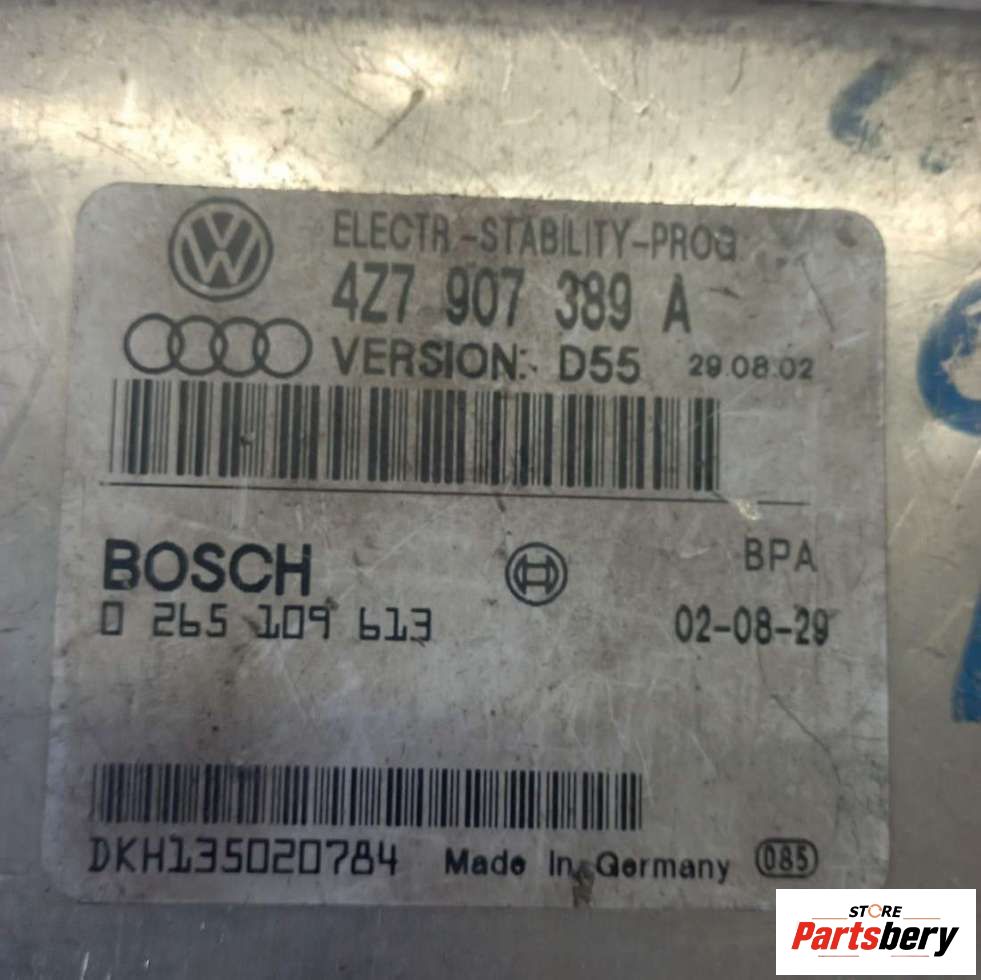 ELECTR.-STABILITY-PROG.
4Z7 907 389 A
VERSION: D55 29.08.02
BOSCH BPA
0 265 109 613 02-08-29
DKH135020784 Made In Germany 085
STORE
Partsbery